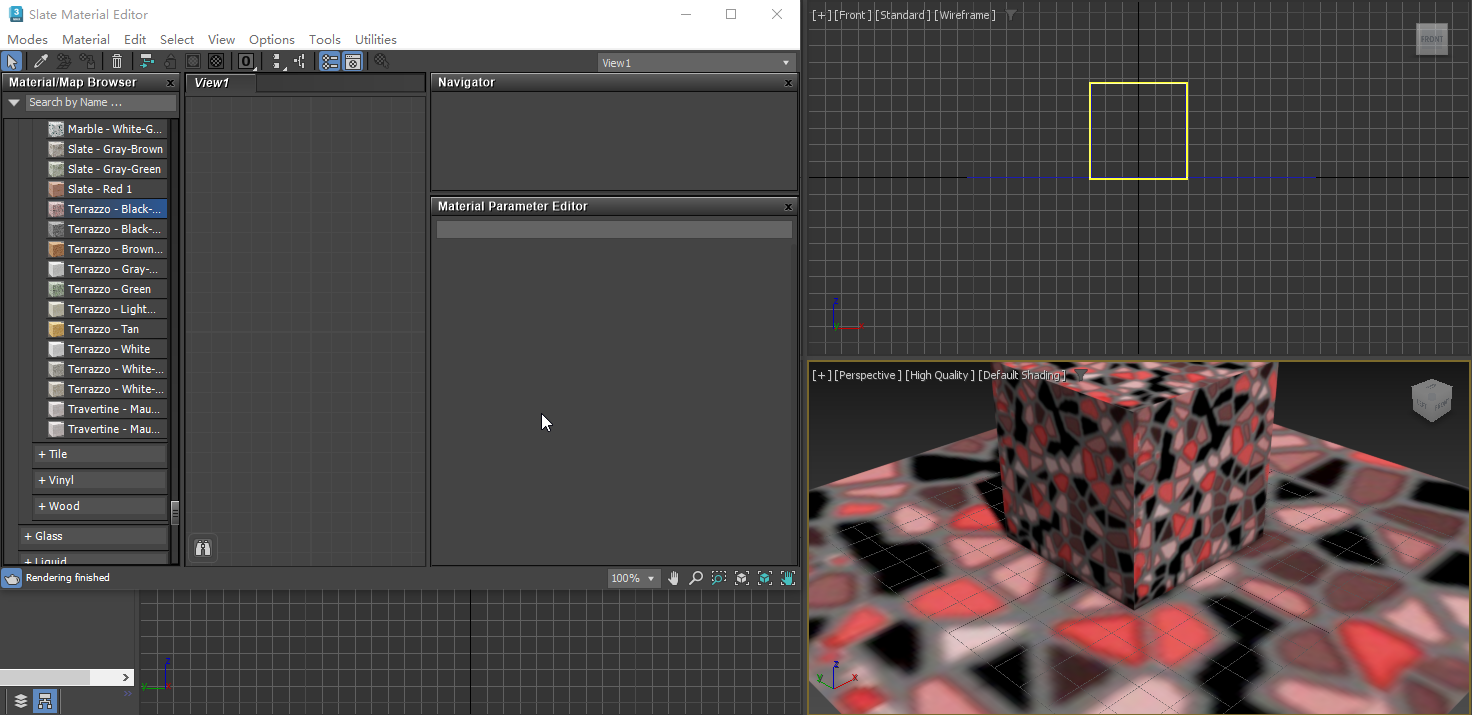 Slate Material Editor
Modes Material Edit Select View Options Tools Utilities
View1
Material/Map Browser
Search by Name ...
Marble - White-G...
Slate - Gray-Brown
Slate - Gray-Green
Slate - Red 1
Terrazzo - Black-...
Terrazzo - Black-...
Terrazzo - Brown...
Terrazzo - Gray-...
Terrazzo - Green
Terrazzo - Light...
Terrazzo - Tan
Terrazzo - White
Terrazzo - White-...
Terrazzo - White-...
Travertine - Mau...
Travertine - Mau...
+ Tile
+ Vinyl
+ Wood
+ Glass
+ Liquid
Rendering finished
View1
Navigator
Material Parameter Editor
100%
[+] [Front ] [Standard ] [Wireframe ]
FRONT
z
y
x
[+] [Perspective ] [High Quality ] [Default Shading ]
LEFT
FRONT
z
y
x
z
y